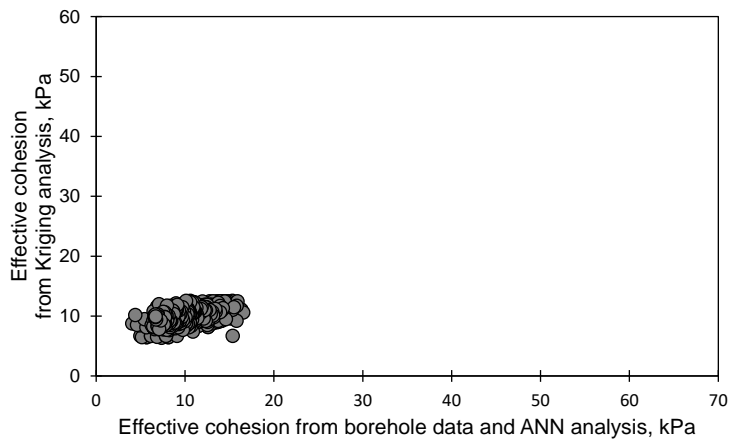 60
50
40
30
20
10
0
Effective cohesion
from Kriging analysis, kPa
0 10 20 30 40 50 60 70
Effective cohesion from borehole data and ANN analysis, kPa